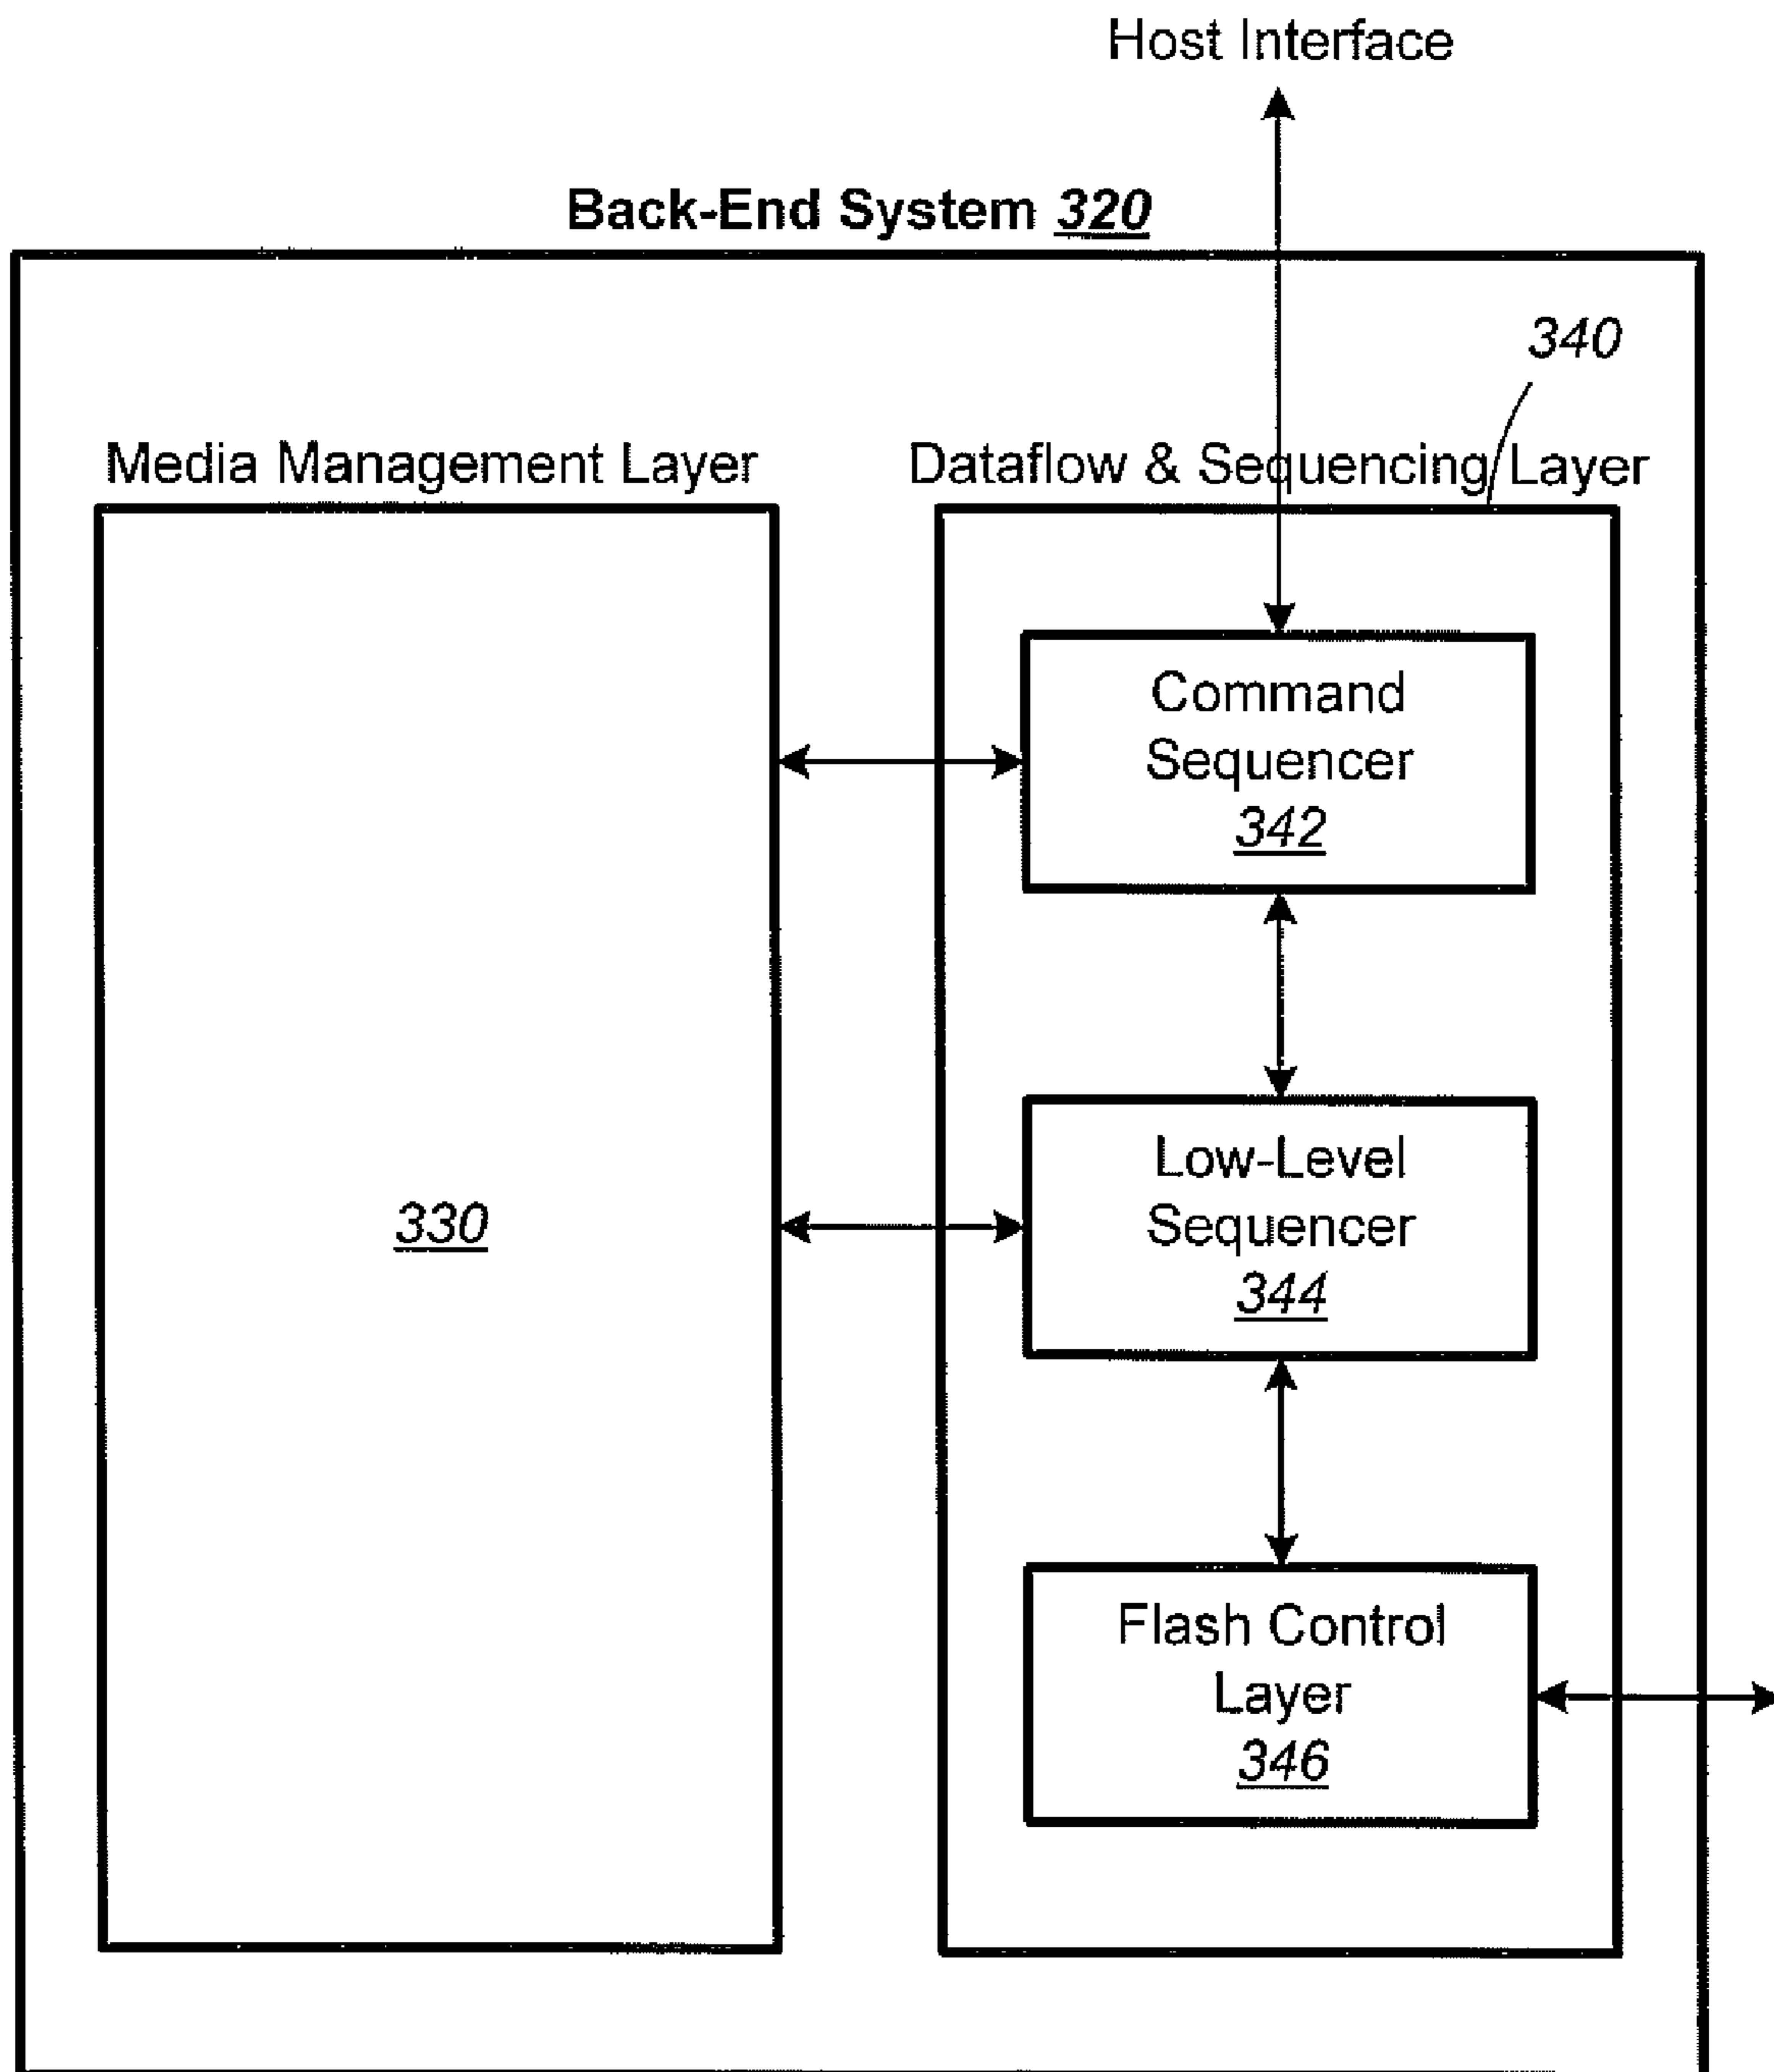 Host Interface
Back-End System 320
340
Media Management Layer
Dataflow & Sequencing Layer
Command
Sequencer
342
330
Low-Level
Sequencer
344
Flash Control
Layer
346